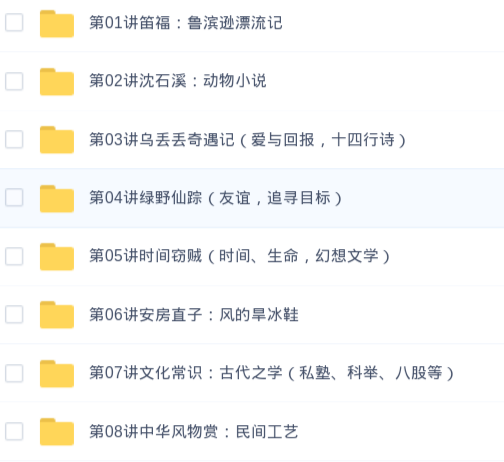 第01讲笛福：鲁滨逊漂流记
第02讲沈石溪：动物小说
第03讲乌丢丢奇遇记（爱与回报，十四行诗）
第04讲绿野仙踪（友谊，追寻目标）
第05讲时间窃贼（时间、生命，幻想文学）
第06讲安房直子：风的旱冰鞋
第07讲文化常识：古代之学（私塾、科举、八股等）
第08讲中华风物赏：民间工艺